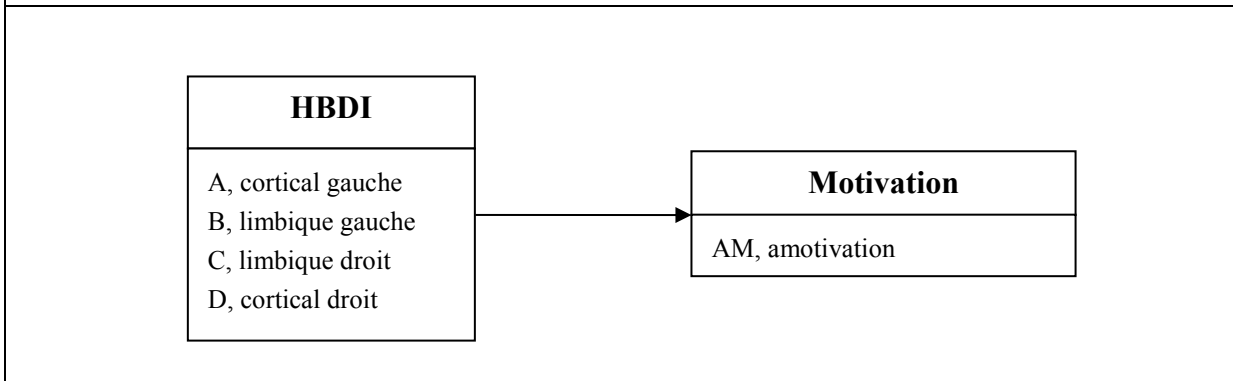 HBDI
A, cortical gauche
B, limbique gauche
C, limbique droit
D, cortical droit
Motivation
AM, amotivation